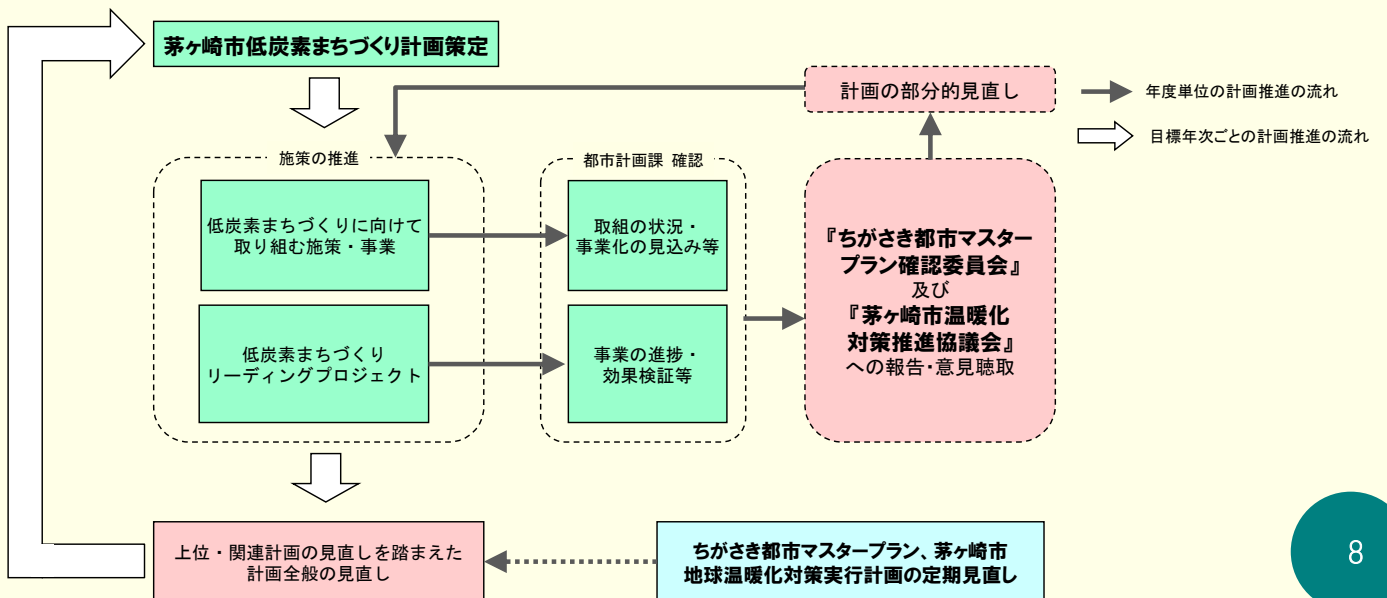 茅ヶ崎市低炭素まちづくり計画策定
計画の部分的見直し
年度単位の計画推進の流れ
目標年次ごとの計画推進の流れ
施策の推進
低炭素まちづくりに向けて
取り組む施策・事業
低炭素まちづくり
リーディングプロジェクト
都市計画課 確認
取組の状況・
事業化の見込み等
事業の進捗・
効果検証等
『ちがさき都市マスター
プラン確認委員会』
及び
『茅ヶ崎市温暖化
対策推進協議会』
への報告・意見聴取
上位・関連計画の見直しを踏まえた
計画全般の見直し
ちがさき都市マスタープラン、茅ヶ崎市
地球温暖化対策実行計画の定期見直し
8